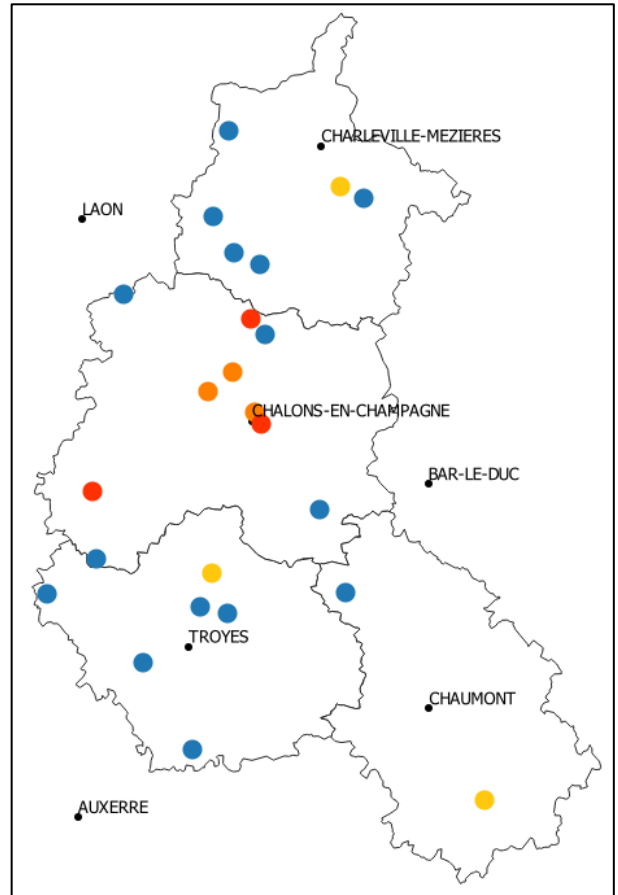 CHARLEVILLE-MEZIERES
LAON
CHALONS-EN-CHAMPAGNE
BAR-LE-DUC
TROYES
CHAUMONT
AUXERRE